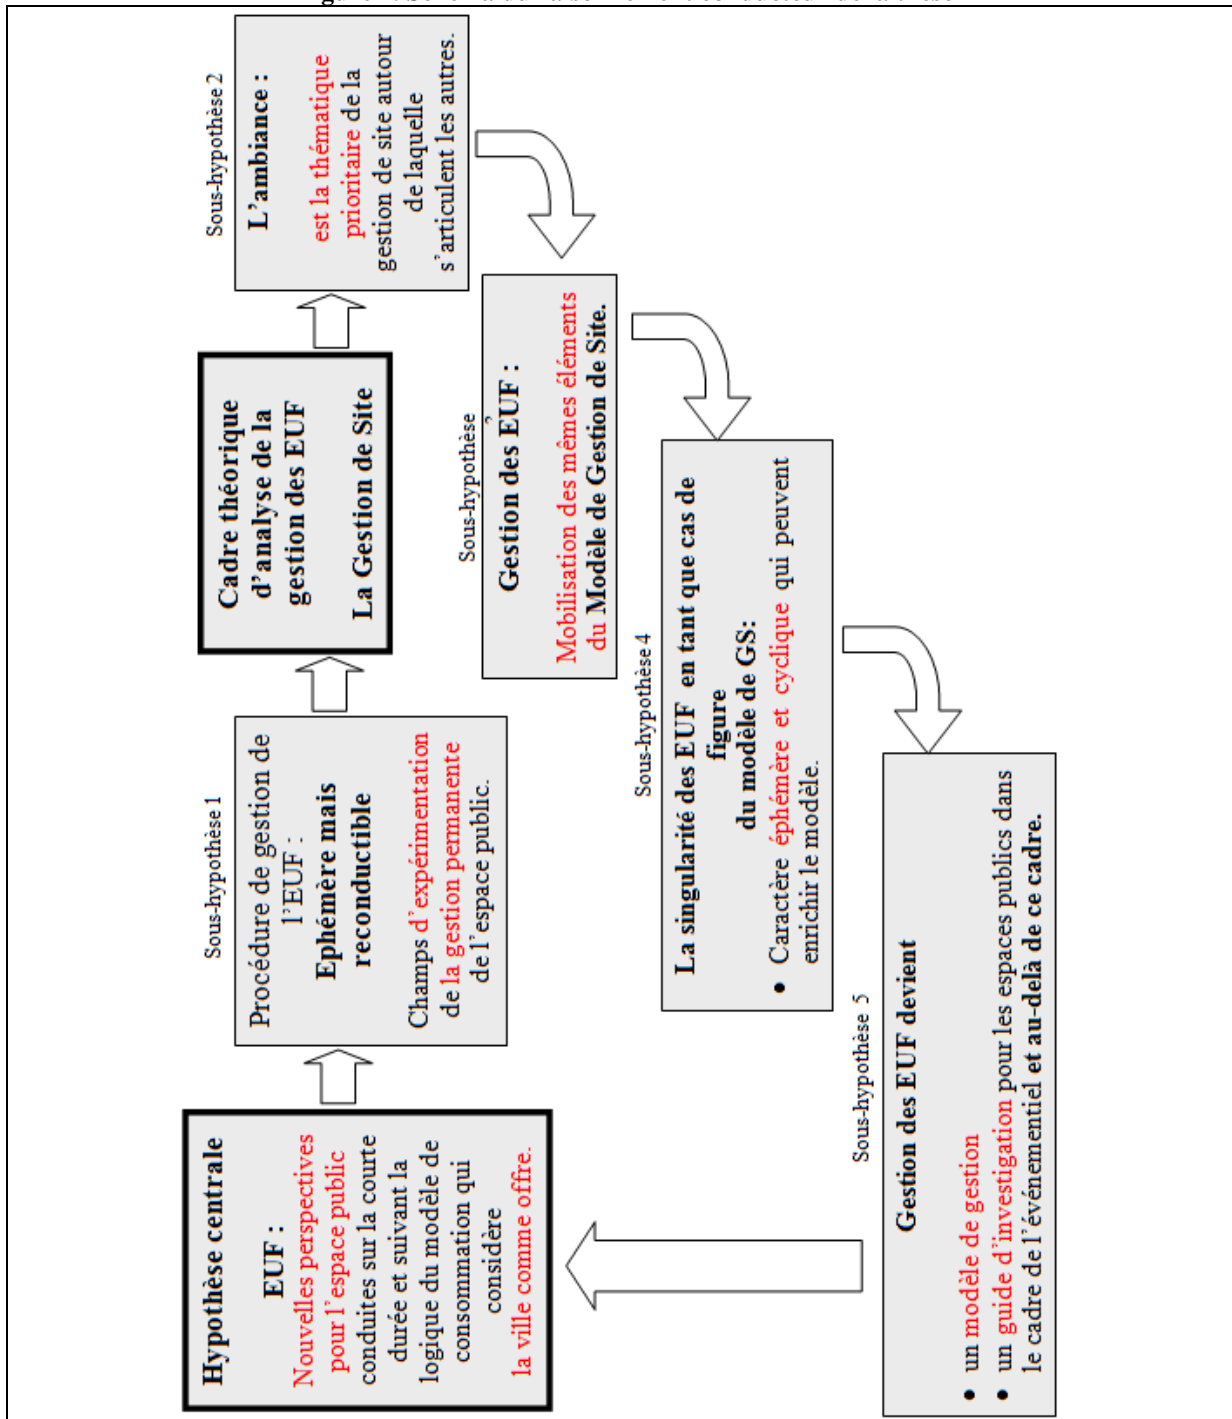 Hypothèse centrale
EUF :
Nouvelles perspectives
pour l'espace public
conduites sur la courte
durée et suivant la
logique du modèle de
consommation qui
considère
la ville comme offre.
Sous-hypothèse 1
Procédure de gestion de
l'EUF :
Ephémère mais
reconductible
Champs d'expérimentation
de la gestion permanente
de l'espace public.
Cadre théorique
d'analyse de la
gestion des EUF
La Gestion de Site
Sous-hypothèse 2
L'ambiance :
est la thématique
prioritaire de la
gestion de site autour
de laquelle
s'articulent les autres.
Sous-hypothèse
Gestion des EUF :
Mobilisation des mêmes éléments
du Modèle de Gestion de Site.
Sous-hypothèse 4
La singularité des EUF en tant que cas de
figure
du modèle de GS:
• Caractère éphémère et cyclique qui peuvent
enrichir le modèle.
Sous-hypothèse 5
Gestion des EUF devient
• un modèle de gestion
• un guide d'investigation pour les espaces publics dans
le cadre de l'événementiel et au-delà de ce cadre.